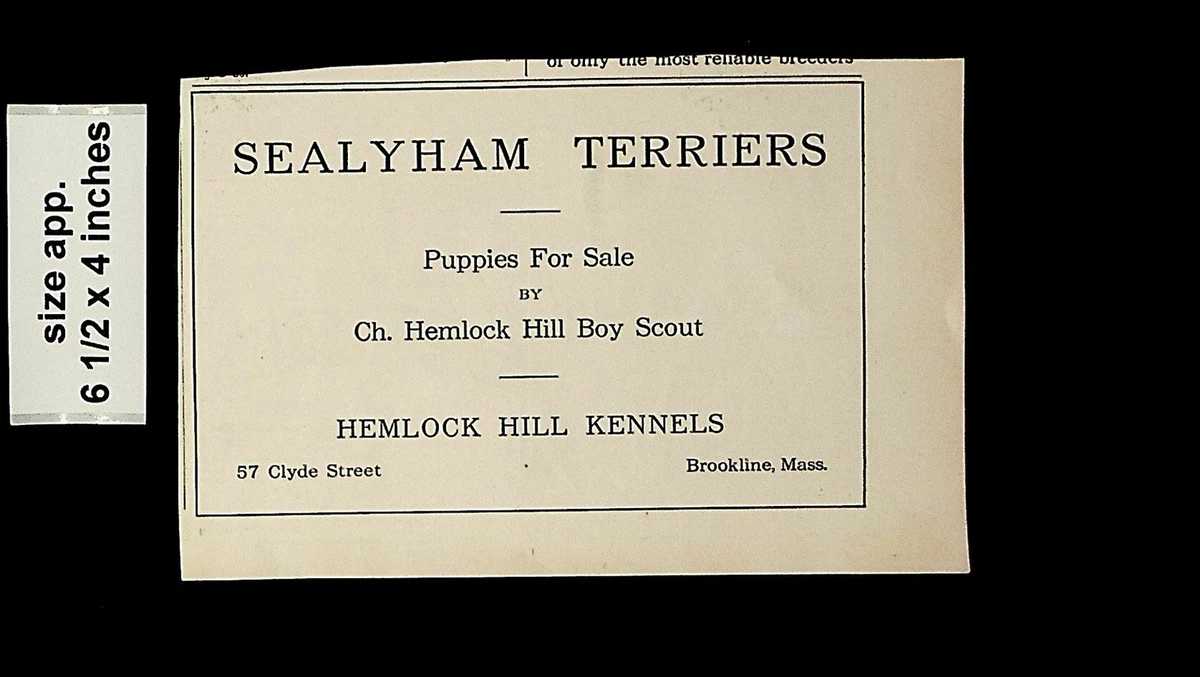 of only the most reliable breeders
SEALYHAM TERRIERS
Puppies For Sale
BY
Ch. Hemlock Hill Boy Scout
HEMLOCK HILL KENNELS
57 Clyde Street
Brookline, Mass.
size app.
6 1/2 x 4 inches